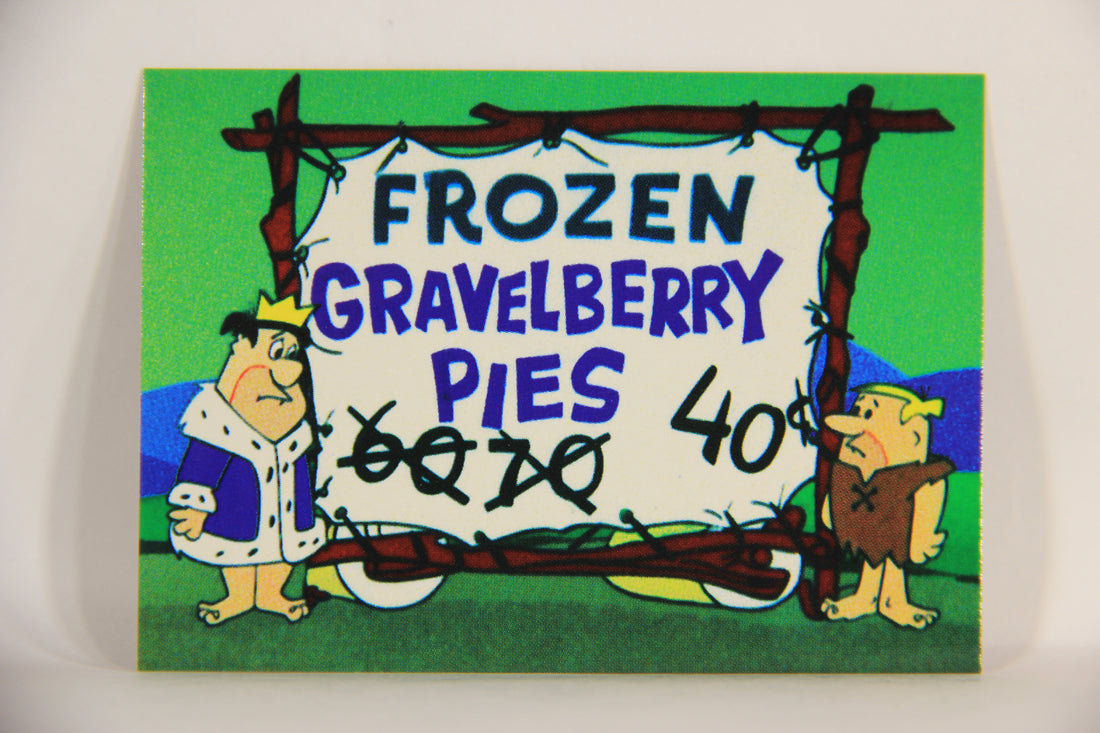 FROZEN
GRAVELBERRY
PIES
60 70 40¢